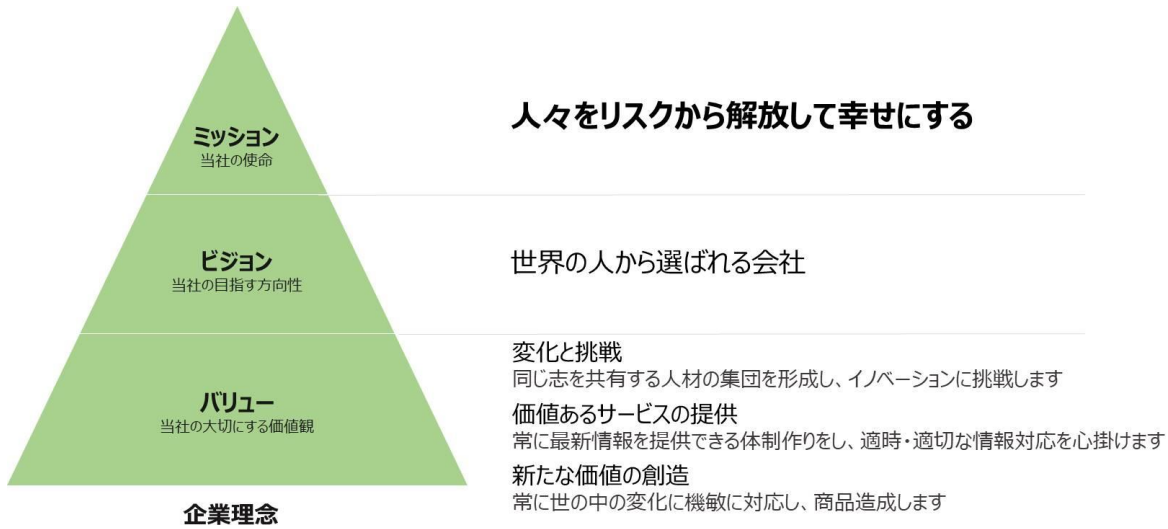 ミッション
当社の使命
人々をリスクから解放して幸せにする
ビジョン
当社の目指す方向性
世界の人から選ばれる会社
バリュー
当社の大切にする価値観
変化と挑戦
同じ志を共有する人材の集団を形成し、イノベーションに挑戦します
価値あるサービスの提供
常に最新情報を提供できる体制作りをし、適時・適切な情報対応を心掛けます
新たな価値の創造
常に世の中の変化に機敏に対応し、商品造成します
企業理念